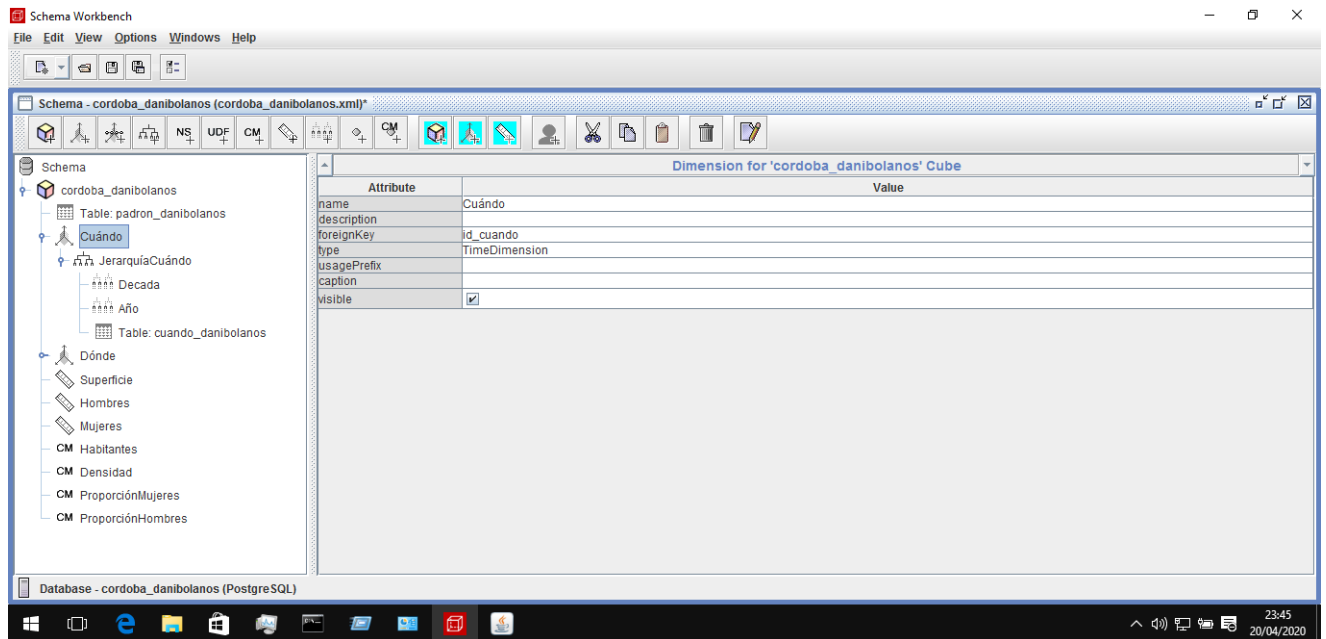 Schema Workbench
File Edit View Options Windows Help
Schema - cordoba_danibolanos (cordoba_danibolanos.xml)*
NS UDF CM CM
Schema
cordoba_danibolanos
Table: padron_danibolanos
Cuándo
JerarquíaCuándo
Decada
Año
Table: cuando_danibolanos
Dónde
Superficie
Hombres
Mujeres
CM Habitantes
CM Densidad
CM ProporciónMujeres
CM ProporciónHombres
Dimension for 'cordoba_danibolanos' Cube
Attribute Value
name Cuándo
description
foreignKey id_cuando
type TimeDimension
usagePrefix
caption
visible
Database - cordoba_danibolanos (PostgreSQL)
23:45
20/04/2020